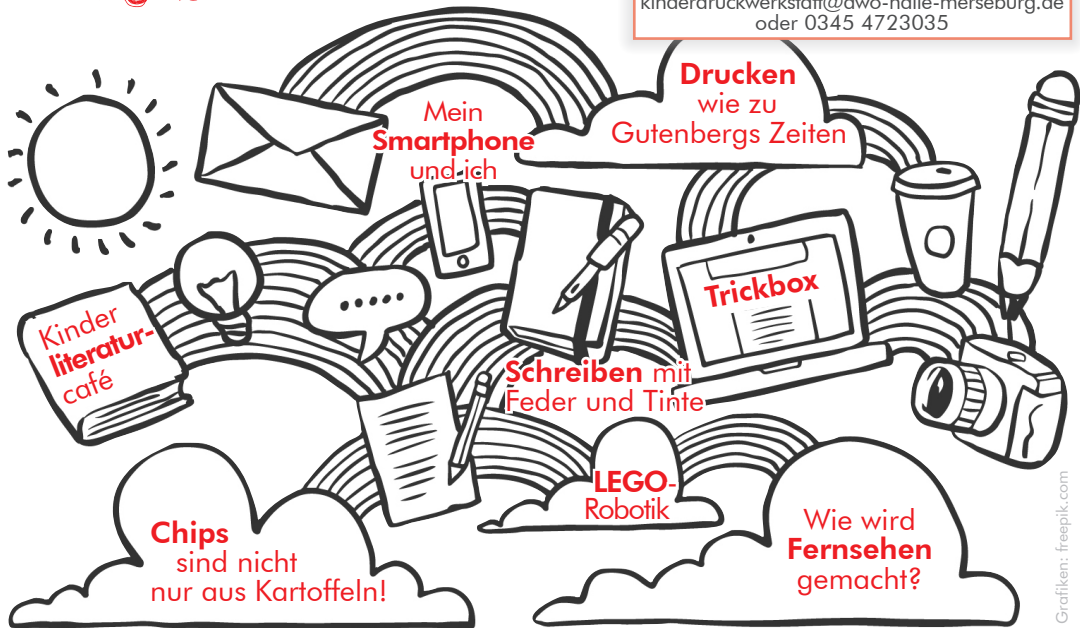 kinderdruckwerkstatt@awo-halle-merseburg.de
oder 0345 4723035
Drucken
wie zu
Gutenbergs Zeiten
Mein
Smartphone
und ich
Trickbox
Kinder
literatur-
café
Schreiben mit
Feder und Tinte
LEGO-
Robotik
Chips
sind nicht
nur aus Kartoffeln!
Wie wird
Fernsehen
gemacht?
Grafiken: freepik.com